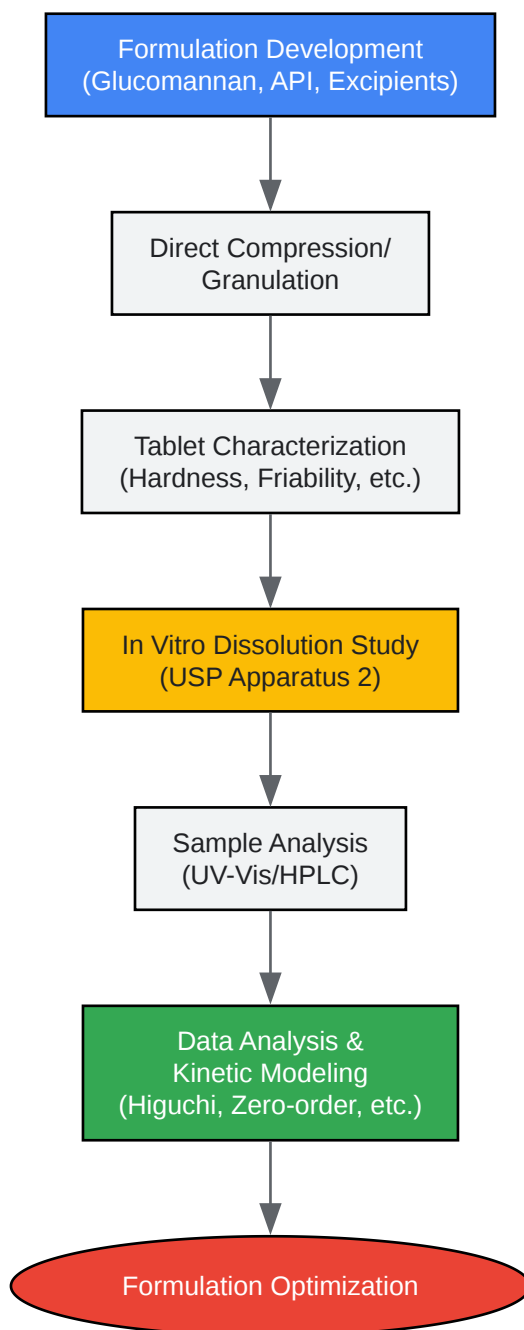 Formulation Development
(Glucomannan, API, Excipients)
Direct Compression/
Granulation
Tablet Characterization
(Hardness, Friability, etc.)
In Vitro Dissolution Study
(USP Apparatus 2)
Sample Analysis
(UV-Vis/HPLC)
Data Analysis &
Kinetic Modeling
(Higuchi, Zero-order, etc.)
Formulation Optimization